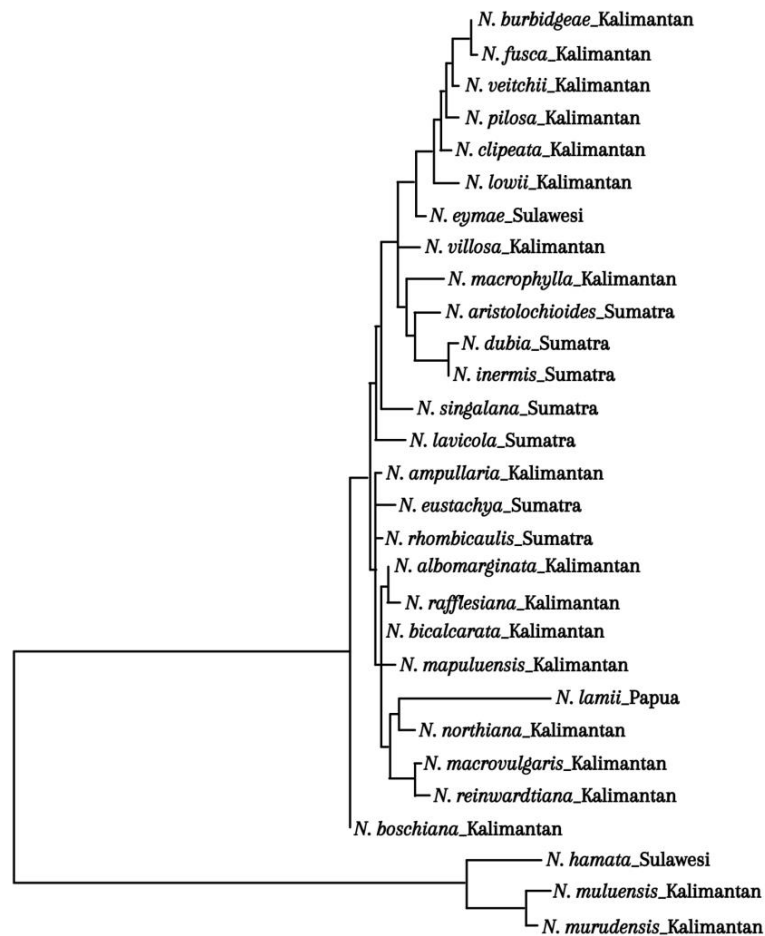 N. burbidgeae_Kalimantan
N. fusca_Kalimantan
N. veitchii_Kalimantan
N. pilosa_Kalimantan
N. clipeata_Kalimantan
N. lowii_Kalimantan
N. eymae_Sulawesi
N. villosa_Kalimantan
N. macrophylla_Kalimantan
N. aristolochioides_Sumatra
N. dubia_Sumatra
N. inermis_Sumatra
N. singalana_Sumatra
N. lavicola_Sumatra
N. ampullaria_Kalimantan
N. eustachya_Sumatra
N. rhombicaulis_Sumatra
N. albomarginata_Kalimantan
N. rafflesiana_Kalimantan
N. bicalcarata_Kalimantan
N. mapuluensis_Kalimantan
N. lamii_Papua
N. northiana_Kalimantan
N. macrovulgaris_Kalimantan
N. reinwardtiana_Kalimantan
N. boschiana_Kalimantan
N. hamata_Sulawesi
N. muluensis_Kalimantan
N. murudensis_Kalimantan